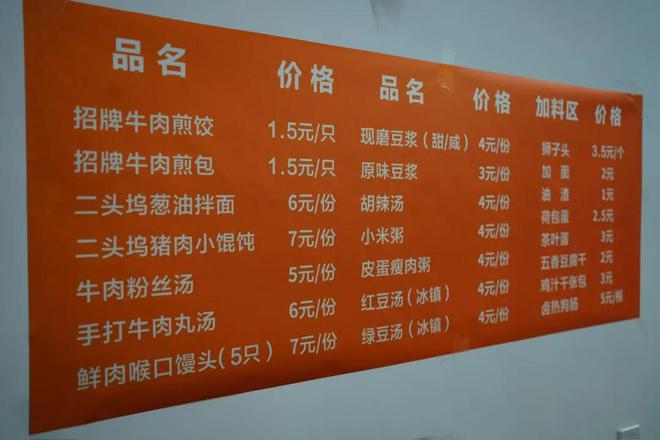 品名 价格
招牌牛肉煎饺 1.5元/只
招牌牛肉煎包 1.5元/只
二头坞葱油拌面 6元/份
二头坞猪肉小馄饨 7元/份
牛肉粉丝汤 5元/份
手打牛肉丸汤 6元/份
鲜肉喉口馒头(5只) 7元/份
品名 价格
现磨豆浆(甜/咸) 4元/份
原味豆浆 3元/份
胡辣汤 4元/份
小米粥 4元/份
皮蛋瘦肉粥 4元/份
红豆汤(冰镇) 4元/份
绿豆汤(冰镇) 4元/份
加料区 价格
狮子头 3.5元/个
加面 2元
油渣 1元
荷包蛋 2.5元
茶叶蛋 3元
五香豆腐干 2元
鸡汁千张包 3元
卤热狗肠 5元/根